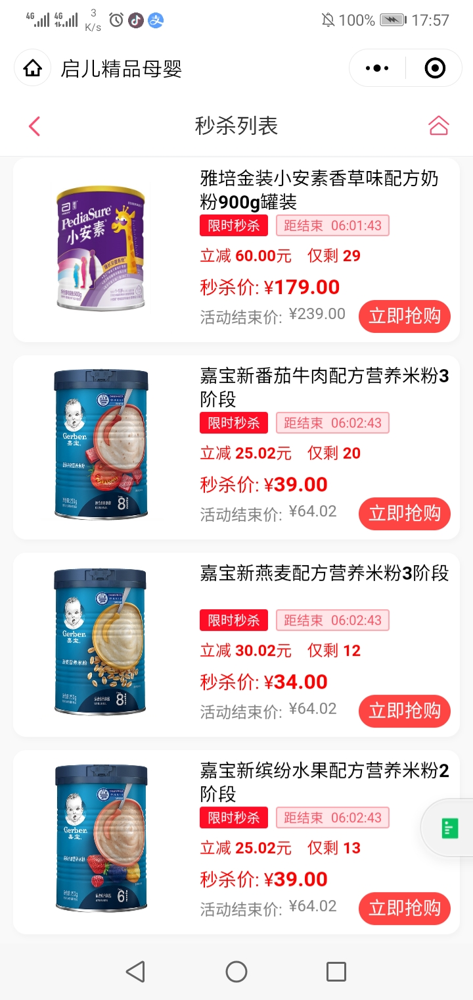 4G 4G 3 K/s 100% 17:57
启儿精品母婴
秒杀列表
雅培金装小安素香草味配方奶
粉900g罐装
PediaSure
小安素
限时秒杀 距结束 06:01:43
立减 60.00元 仅剩 29
秒杀价: ¥179.00
活动结束价: ¥239.00 立即抢购
嘉宝新番茄牛肉配方营养米粉3
阶段
Gerber
嘉宝
8
限时秒杀 距结束 06:02:43
立减 25.02元 仅剩 20
秒杀价: ¥39.00
活动结束价: ¥64.02 立即抢购
嘉宝新燕麦配方营养米粉3阶段
Gerber
嘉宝
8
限时秒杀 距结束 06:02:43
立减 30.02元 仅剩 12
秒杀价: ¥34.00
活动结束价: ¥64.02 立即抢购
嘉宝新缤纷水果配方营养米粉2
阶段
Gerber
嘉宝
6
限时秒杀 距结束 06:02:43
立减 25.02元 仅剩 13
秒杀价: ¥39.00
活动结束价: ¥64.02 立即抢购